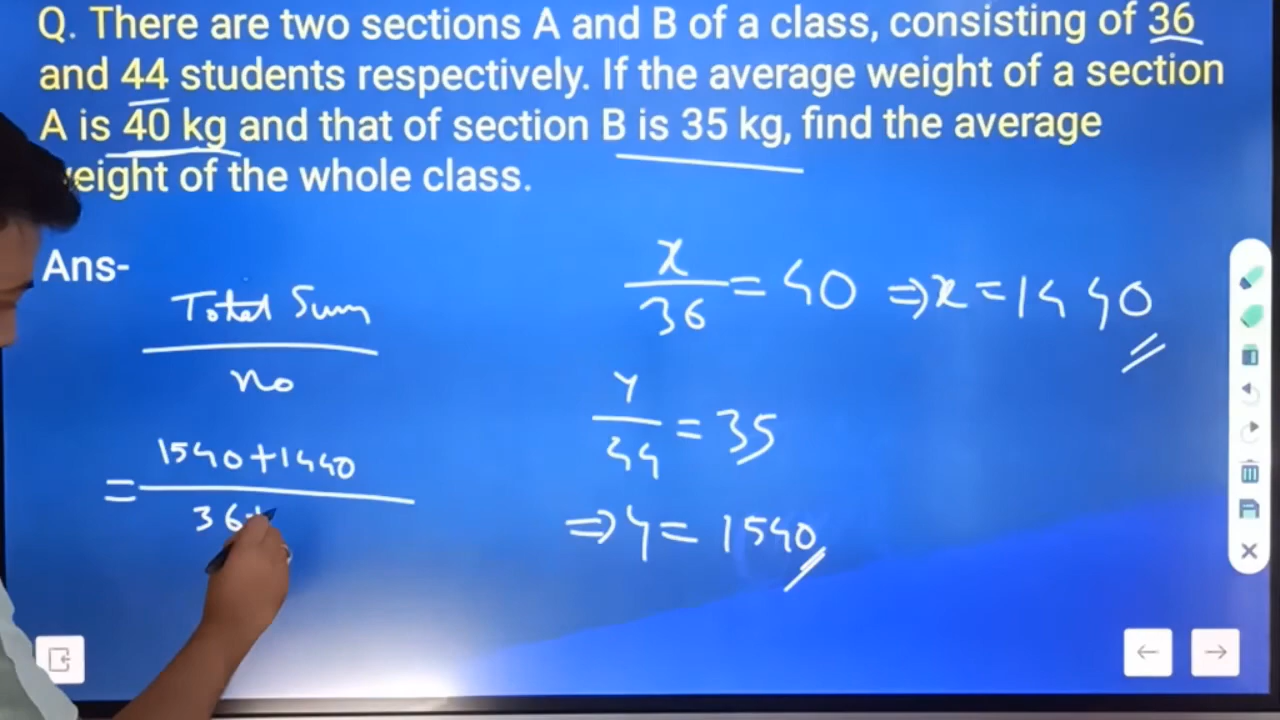 Q. There are two sections A and B of a class, consisting of 36
and 44 students respectively. If the average weight of a section
A is 40 kg and that of section B is 35 kg, find the average
weight of the whole class.
Ans-
Total Sum
no
= 1540+1440
36+
x
36
= 40 ⇒ x = 1440
y
44
= 35
⇒ y = 1540